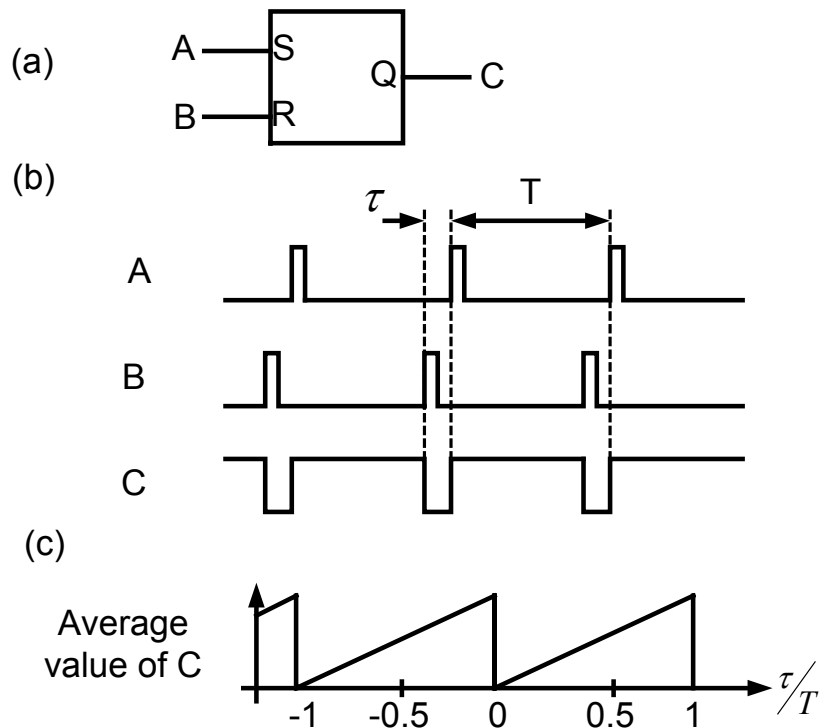 (a)
A S
Q C
B R
(b)
τ T
A
B
C
(c)
Average
value of C
-1 -0.5 0 0.5 1 τ/T